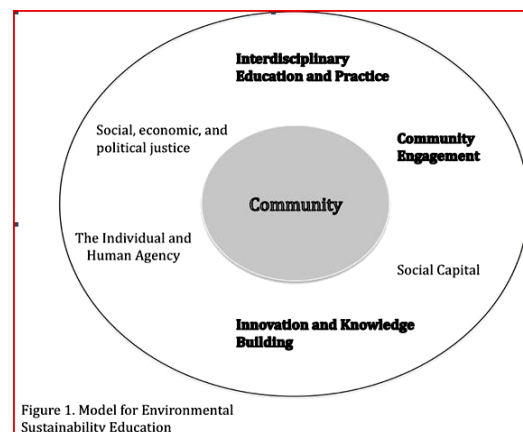 Interdisciplinary
Education and Practice
Social, economic, and
political justice
Community
Engagement
Community
The Individual and
Human Agency
Social Capital
Innovation and Knowledge
Building
Figure 1. Model for Environmental
Sustainability Education